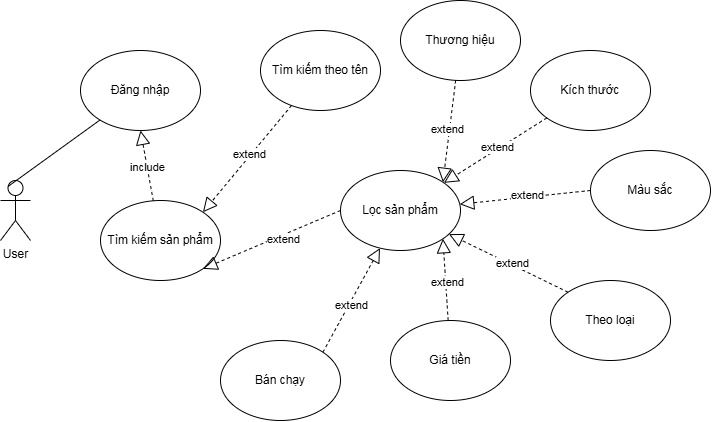 Thương hiệu
Tìm kiếm theo tên
Đăng nhập
Kích thước
extend
extend
extend
include
Màu sắc
extend
Lọc sản phẩm
Tìm kiếm sản phẩm
extend
User
extend
extend
extend
extend
Theo loại
Giá tiền
Bán chạy